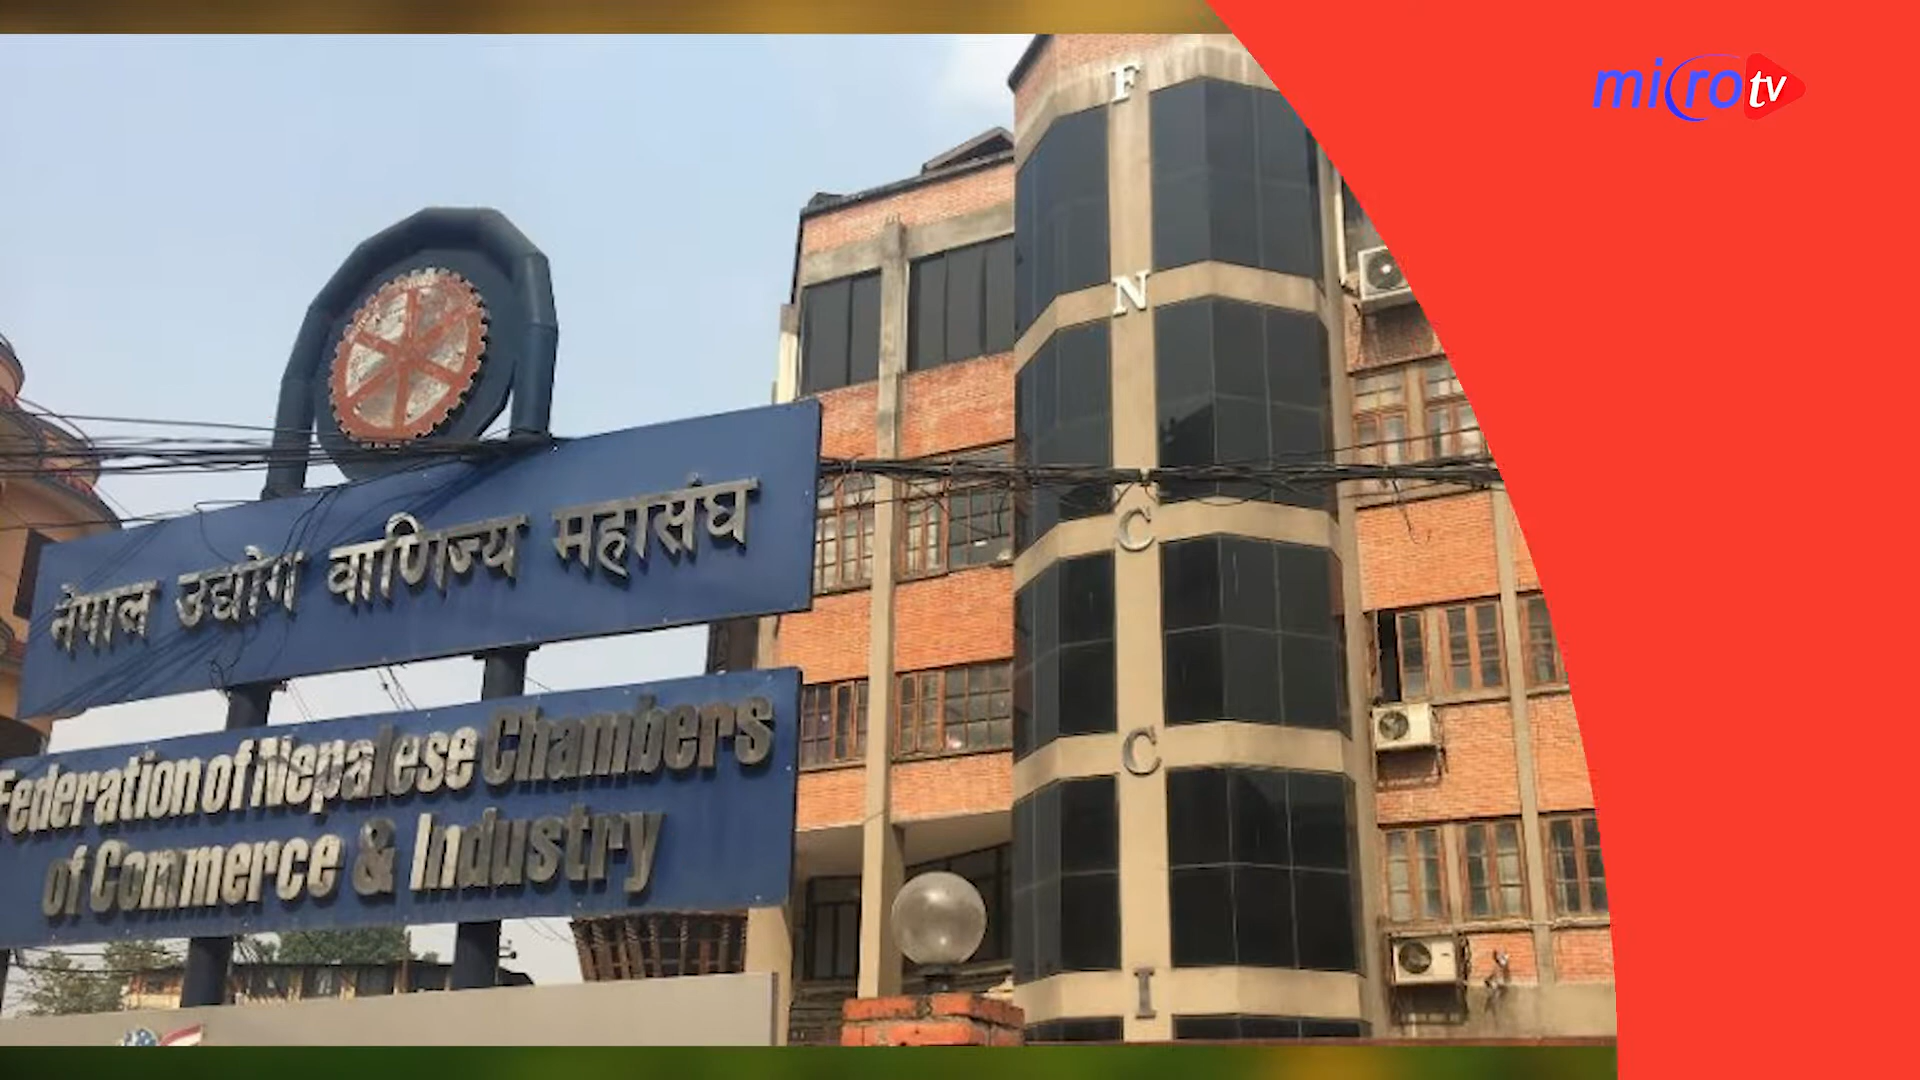 micro tv
नेपाल उद्योग वाणिज्य महासंघ
Federation of Nepalese Chambers
of Commerce & Industry
F
N
C
C
I